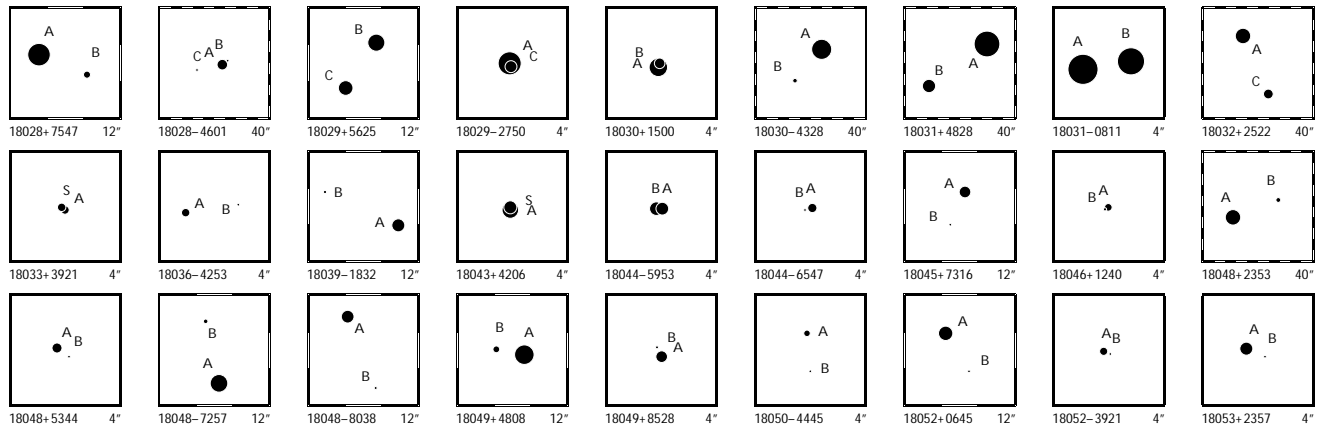 A B
18028+7547 12″
C A B
18028−4601 40″
B C
18029+5625 12″
A C
18029−2750 4″
B A
18030+1500 4″
A B
18030−4328 40″
A B
18031+4828 40″
A B
18031−0811 4″
A C
18032+2522 40″
S A
18033+3921 4″
A B
18036−4253 4″
B A
18039−1832 12″
S A
18043+4206 4″
B A
18044−5953 4″
B A
18044−6547 4″
A B
18045+7316 12″
B A
18046+1240 4″
A B
18048+2353 40″
A B
18048+5344 4″
B A
18048−7257 12″
A B
18048−8038 12″
B A
18049+4808 12″
B A
18049+8528 4″
A B
18050−4445 4″
A B
18052+0645 12″
A B
18052−3921 4″
A B
18053+2357 4″